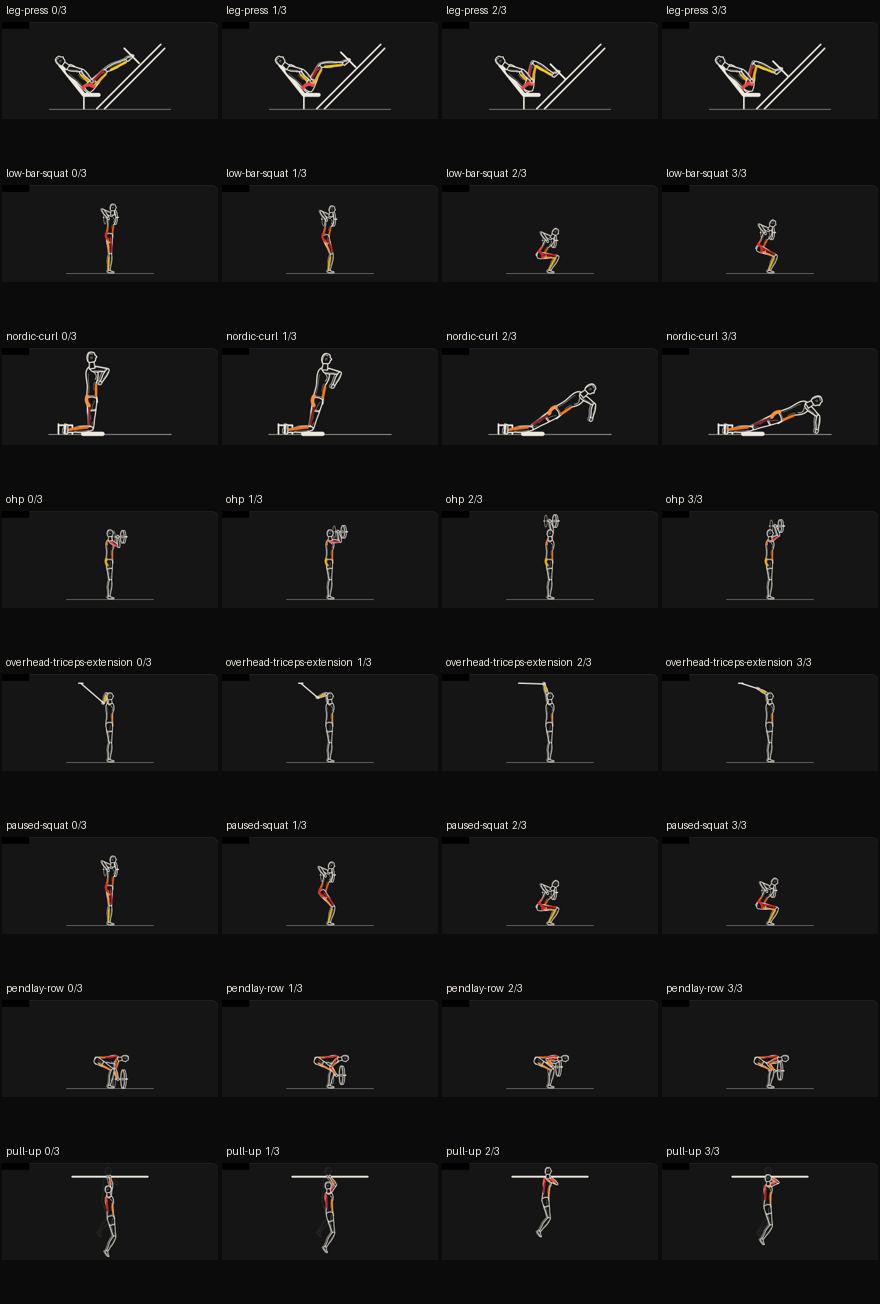 leg-press 0/3 leg-press 1/3 leg-press 2/3 leg-press 3/3
low-bar-squat 0/3 low-bar-squat 1/3 low-bar-squat 2/3 low-bar-squat 3/3
nordic-curl 0/3 nordic-curl 1/3 nordic-curl 2/3 nordic-curl 3/3
ohp 0/3 ohp 1/3 ohp 2/3 ohp 3/3
overhead-triceps-extension 0/3 overhead-triceps-extension 1/3 overhead-triceps-extension 2/3 overhead-triceps-extension 3/3
paused-squat 0/3 paused-squat 1/3 paused-squat 2/3 paused-squat 3/3
pendlay-row 0/3 pendlay-row 1/3 pendlay-row 2/3 pendlay-row 3/3
pull-up 0/3 pull-up 1/3 pull-up 2/3 pull-up 3/3